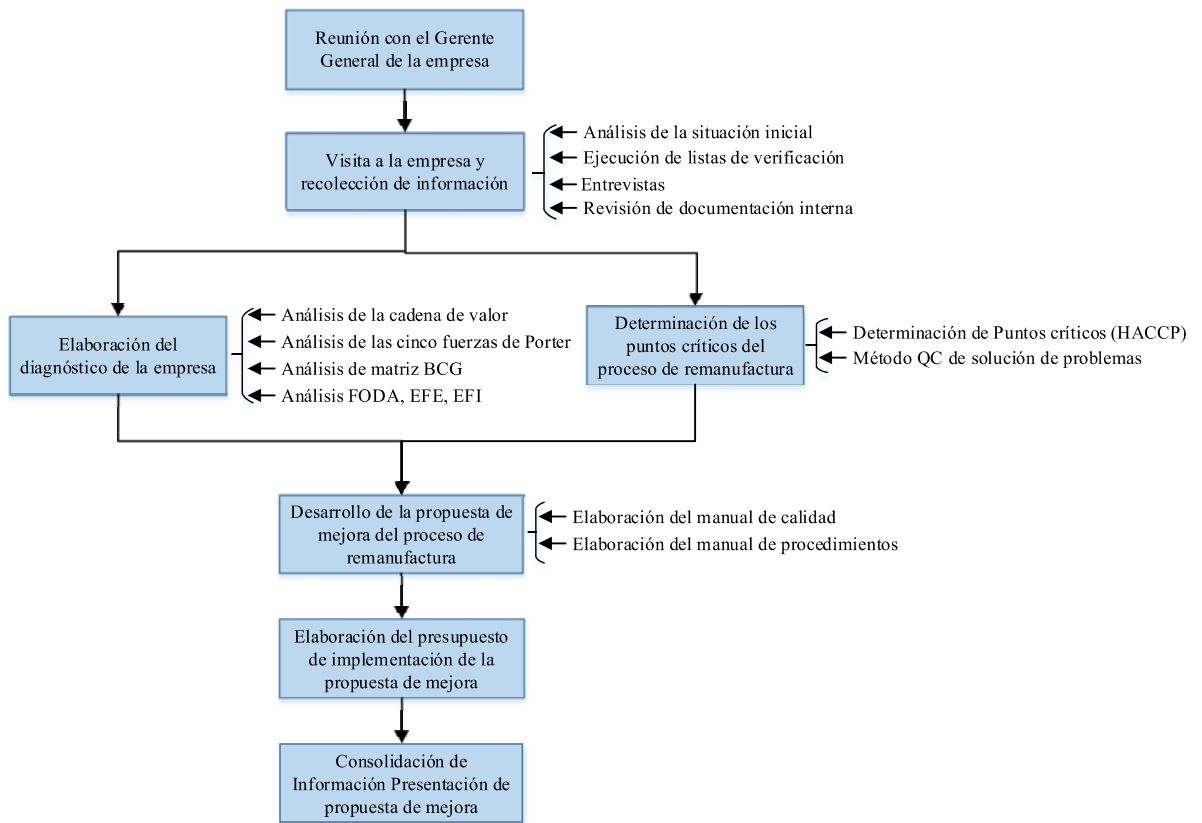 Reunión con el Gerente
General de la empresa
Visita a la empresa y
recolección de información
Análisis de la situación inicial
Ejecución de listas de verificación
Entrevistas
Revisión de documentación interna
Elaboración del
diagnóstico de la empresa
Análisis de la cadena de valor
Análisis de las cinco fuerzas de Porter
Análisis de matriz BCG
Análisis FODA, EFE, EFI
Determinación de los
puntos críticos del
proceso de remanufactura
Determinación de Puntos críticos (HACCP)
Método QC de solución de problemas
Desarrollo de la propuesta de
mejora del proceso de
remanufactura
Elaboración del manual de calidad
Elaboración del manual de procedimientos
Elaboración del presupuesto
de implementación de la
propuesta de mejora
Consolidación de
Información Presentación de
propuesta de mejora